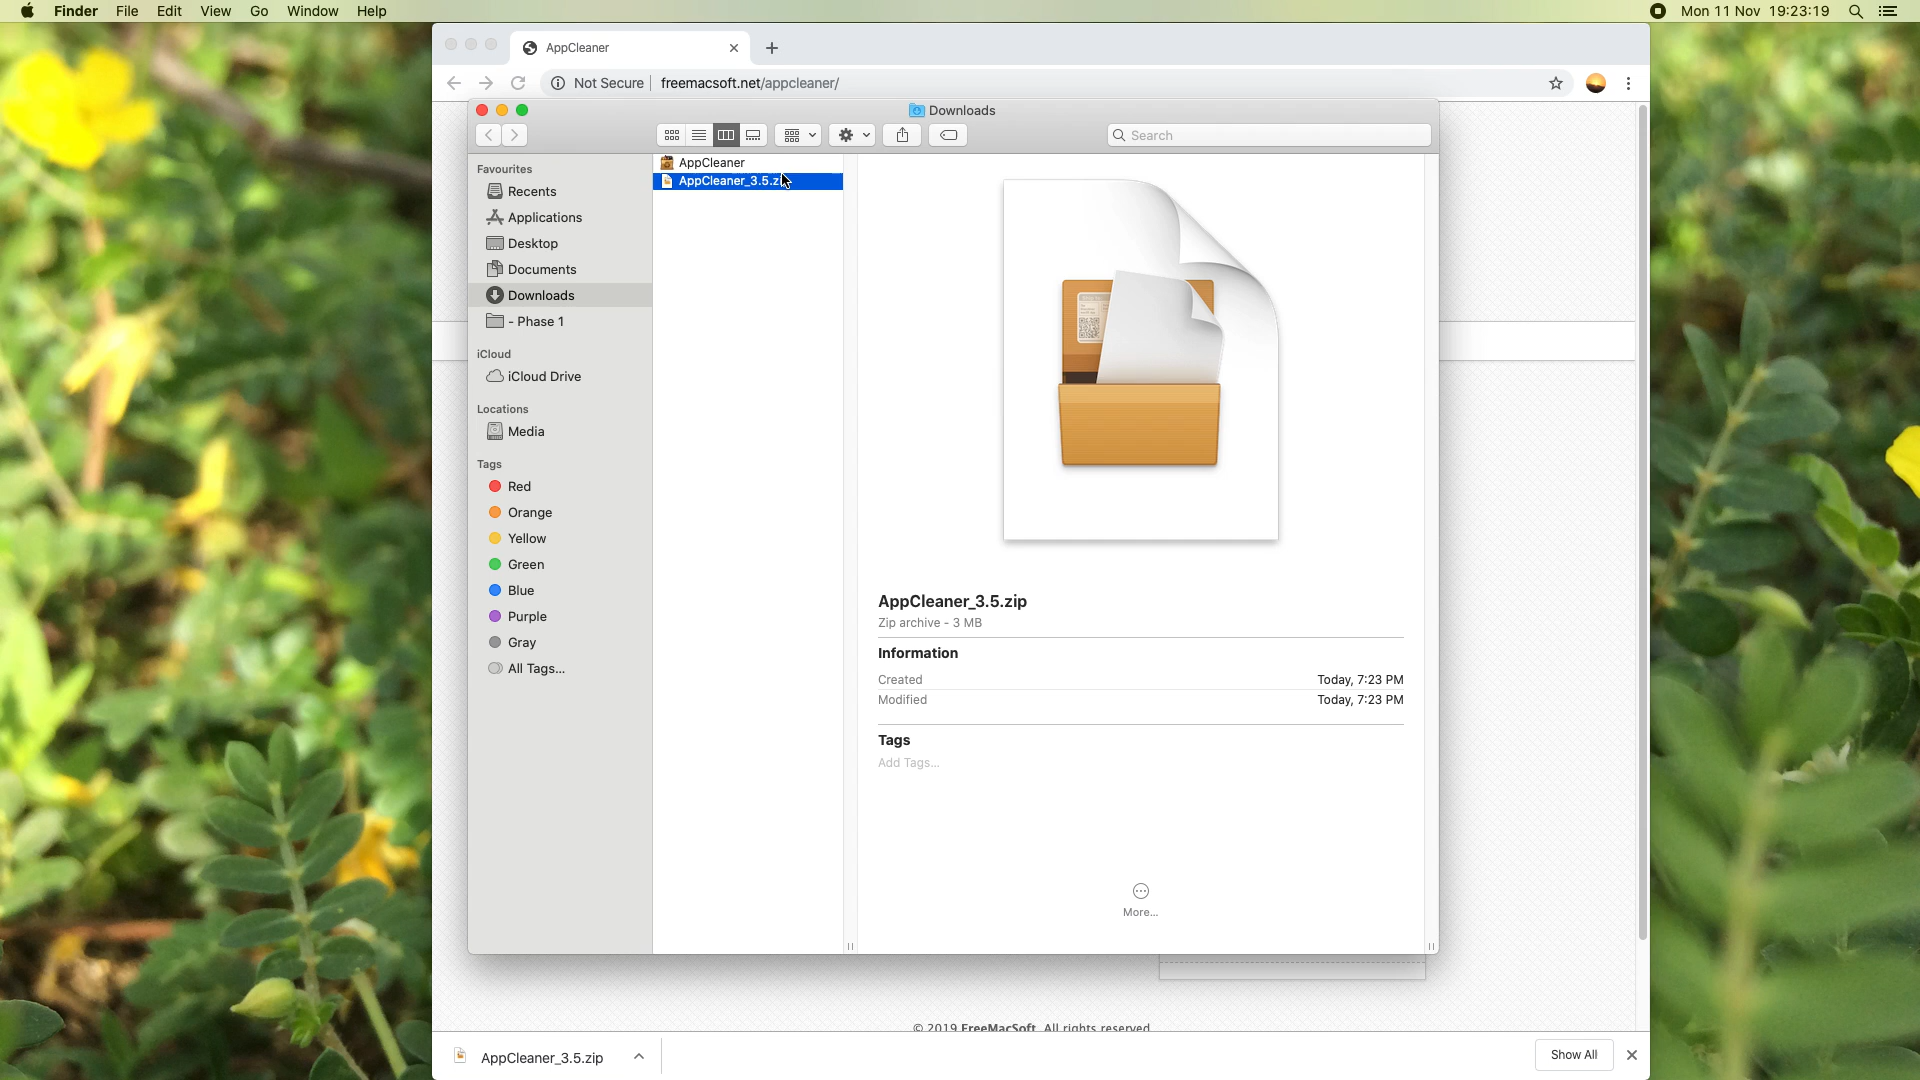 Finder File Edit View Go Window Help
Mon 11 Nov 19:23:19
AppCleaner
Not Secure freemacsoft.net/appcleaner/
Downloads
Search
Favourites
Recents
Applications
Desktop
Documents
Downloads
- Phase 1
iCloud
iCloud Drive
Locations
Media
Tags
Red
Orange
Yellow
Green
Blue
Purple
Gray
All Tags...
AppCleaner
AppCleaner_3.5.zip
AppCleaner_3.5.zip
Zip archive - 3 MB
Information
Created Today, 7:23 PM
Modified Today, 7:23 PM
Tags
Add Tags...
More...
© 2019 FreeMacSoft. All rights reserved
AppCleaner_3.5.zip
Show All